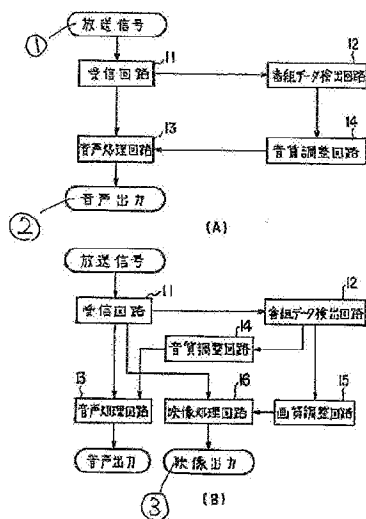 ① 放送信号
11 12
受信回路 番組データ検出回路
13 14
音声処理回路 音質調整回路
② 音声出力
(A)
放送信号
11 12
受信回路 番組データ検出回路
14
音質調整回路
13 16 15
音声処理回路 映像処理回路 画質調整回路
音声出力 映像出力
③ (B)